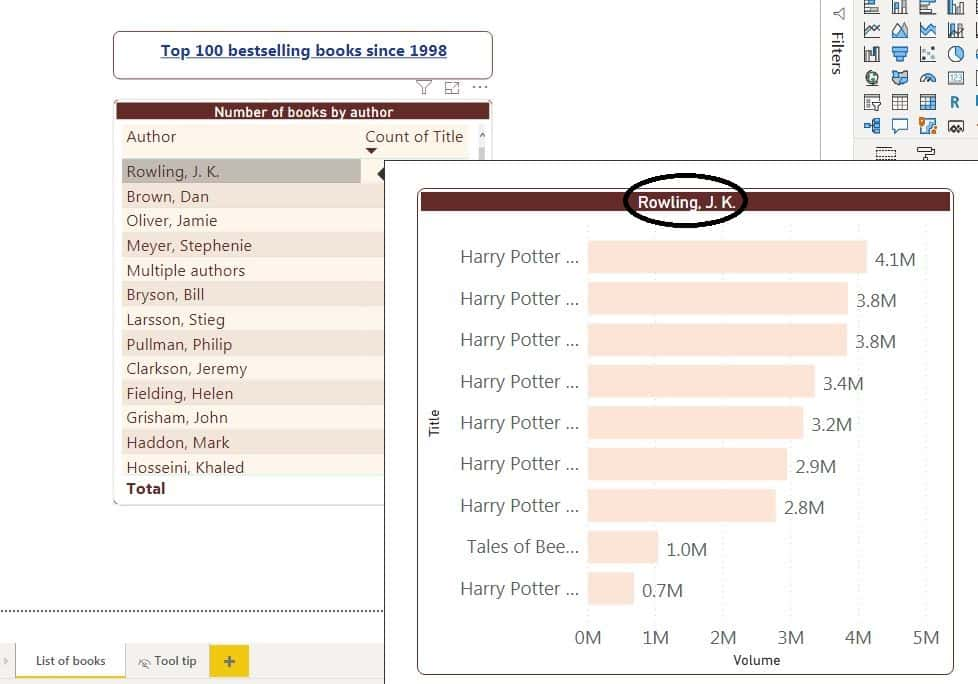 Top 100 bestselling books since 1998
Filters
Number of books by author
Author Count of Title
Rowling, J. K.
Brown, Dan
Oliver, Jamie
Meyer, Stephenie
Multiple authors
Bryson, Bill
Larsson, Stieg
Pullman, Philip
Clarkson, Jeremy
Fielding, Helen
Grisham, John
Haddon, Mark
Hosseini, Khaled
Total
Rowling, J. K.
Harry Potter ... 4.1M
Harry Potter ... 3.8M
Harry Potter ... 3.8M
Harry Potter ... 3.4M
Harry Potter ... 3.2M
Harry Potter ... 2.9M
Harry Potter ... 2.8M
Tales of Bee... 1.0M
Harry Potter ... 0.7M
Title
0M 1M 2M 3M 4M 5M
Volume
List of books Tool tip +
R
123